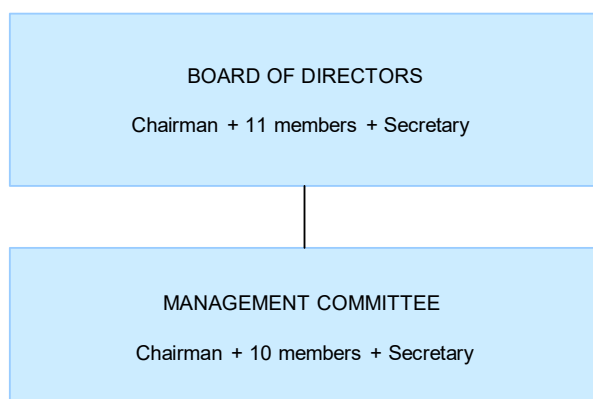 BOARD OF DIRECTORS
Chairman + 11 members + Secretary
MANAGEMENT COMMITTEE
Chairman + 10 members + Secretary